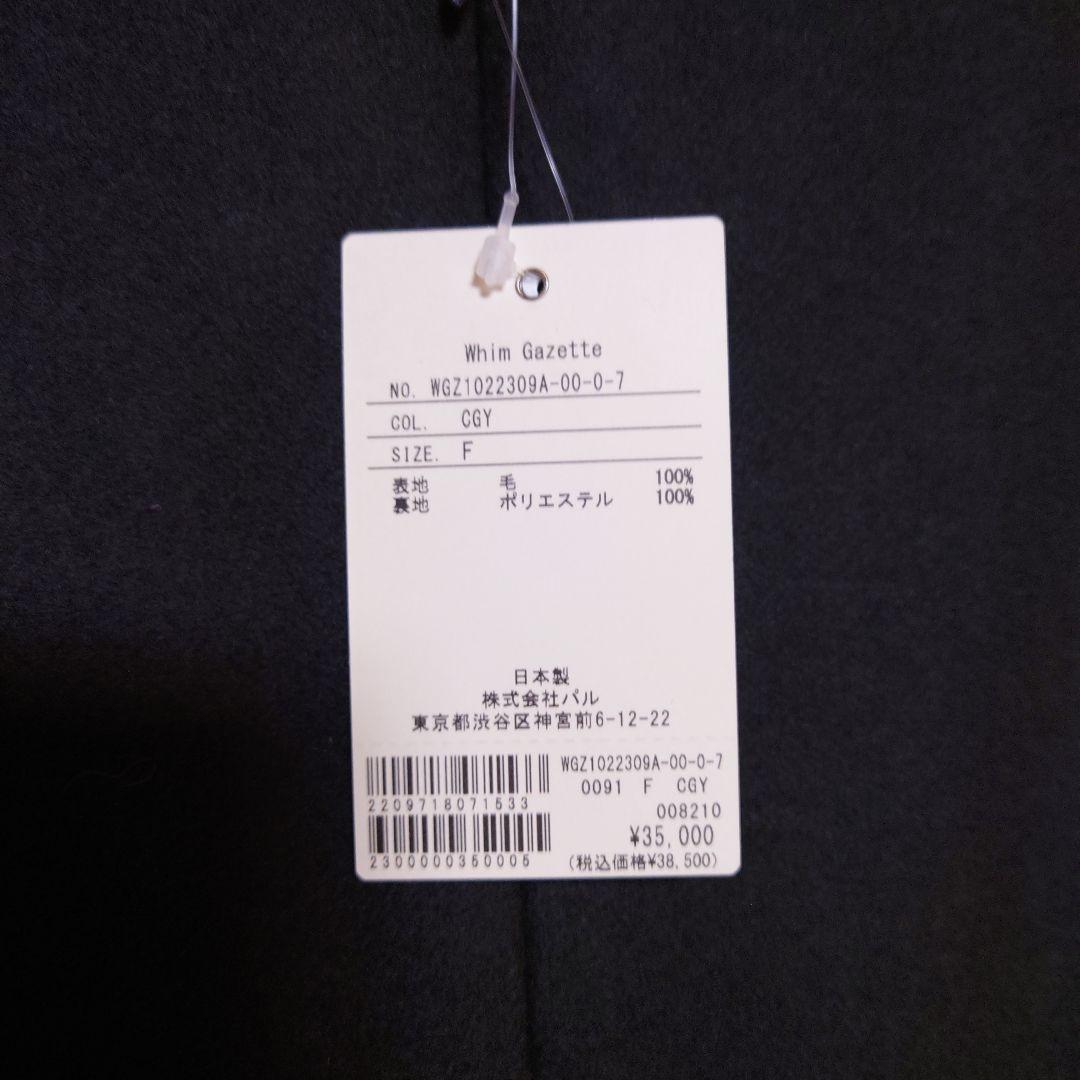 Whim Gazette
NO. WGZ1022309A-00-0-7
COL. CGY
SIZE. F
表地 毛 100%
裏地 ポリエステル 100%
日本製
株式会社パル
東京都渋谷区神宮前6-12-22
WGZ1022309A-00-0-7
0091 F CGY
2209718071533
008210
¥35,000
2300000350005
(税込価格¥38,500)